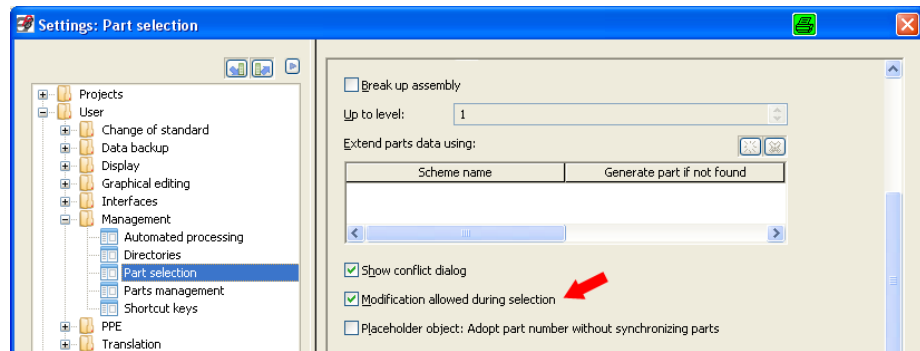 Settings: Part selection
Projects
User
Change of standard
Data backup
Display
Graphical editing
Interfaces
Management
Automated processing
Directories
Part selection
Parts management
Shortcut keys
PPE
Translation
Break up assembly
Up to level: 1
Extend parts data using:
Scheme name Generate part if not found
Show conflict dialog
Modification allowed during selection
Placeholder object: Adopt part number without synchronizing parts